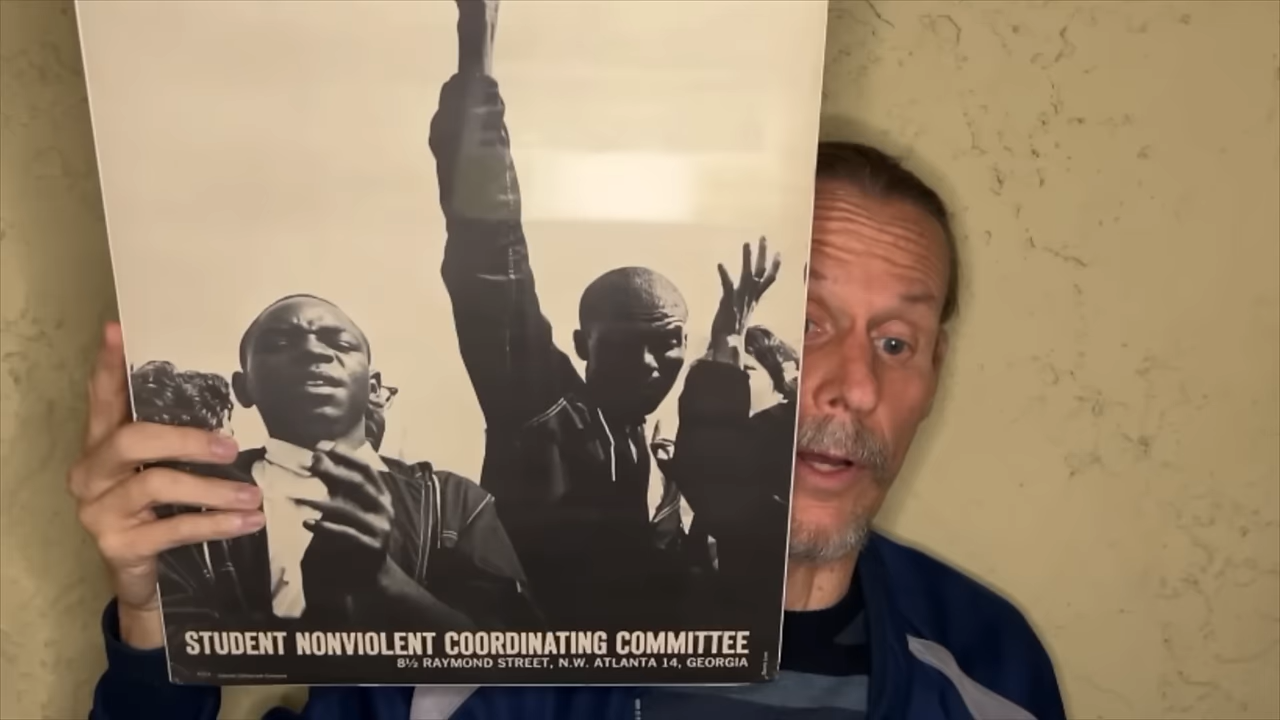 STUDENT NONVIOLENT COORDINATING COMMITTEE
8½ RAYMOND STREET, N.W. ATLANTA 14, GEORGIA